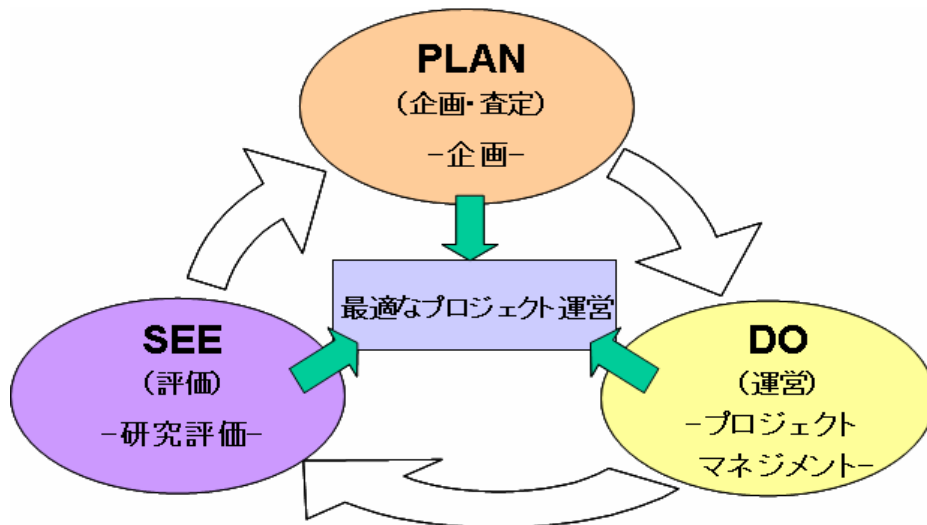 PLAN
（企画・査定）
−企画−
最適なプロジェクト運営
SEE
（評価）
−研究評価−
DO
（運営）
−プロジェクト
マネジメント−